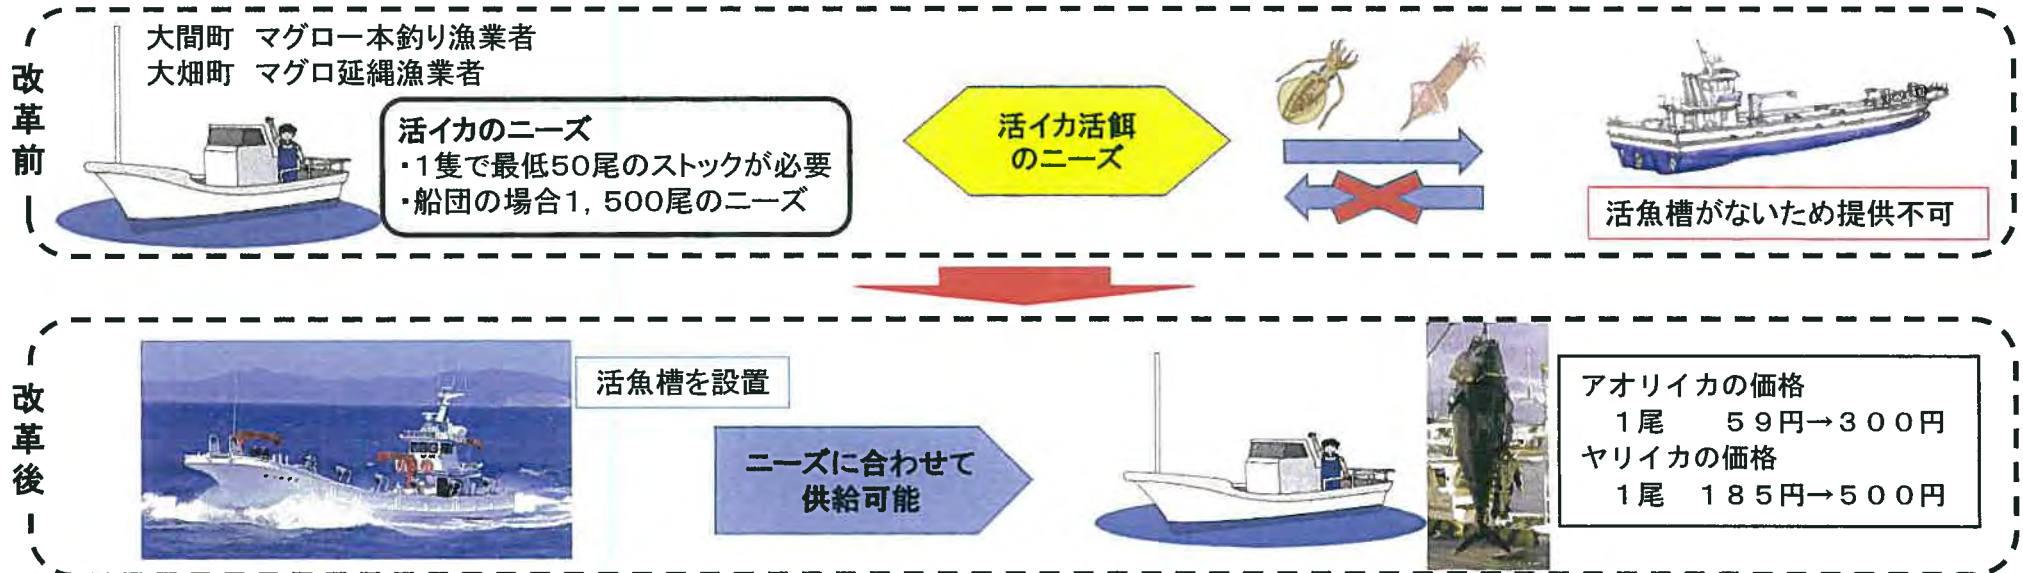 改革前
大間町 マグロ一本釣り漁業者
大畑町 マグロ延縄漁業者
活イカのニーズ
・1隻で最低50尾のストックが必要
・船団の場合1,500尾のニーズ
活イカ活餌
のニーズ
活魚槽がないため提供不可
改革後
活魚槽を設置
ニーズに合わせて
供給可能
アオリイカの価格
1尾 59円→300円
ヤリイカの価格
1尾 185円→500円